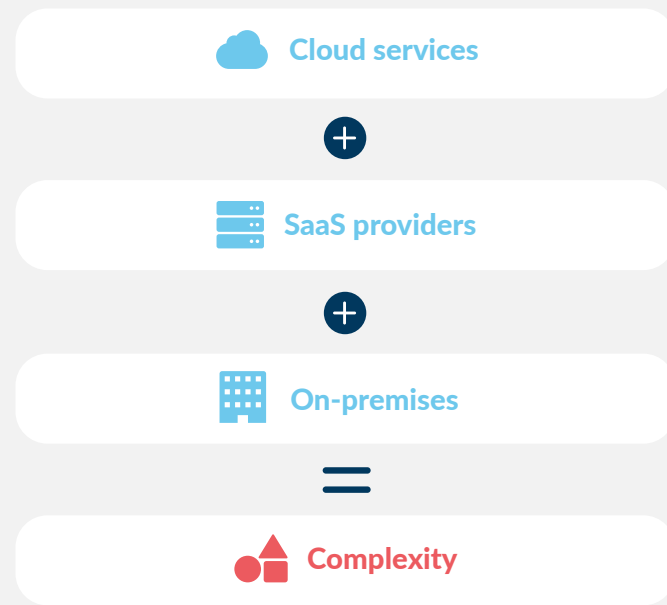 Cloud services
+
SaaS providers
+
On-premises
=
Complexity